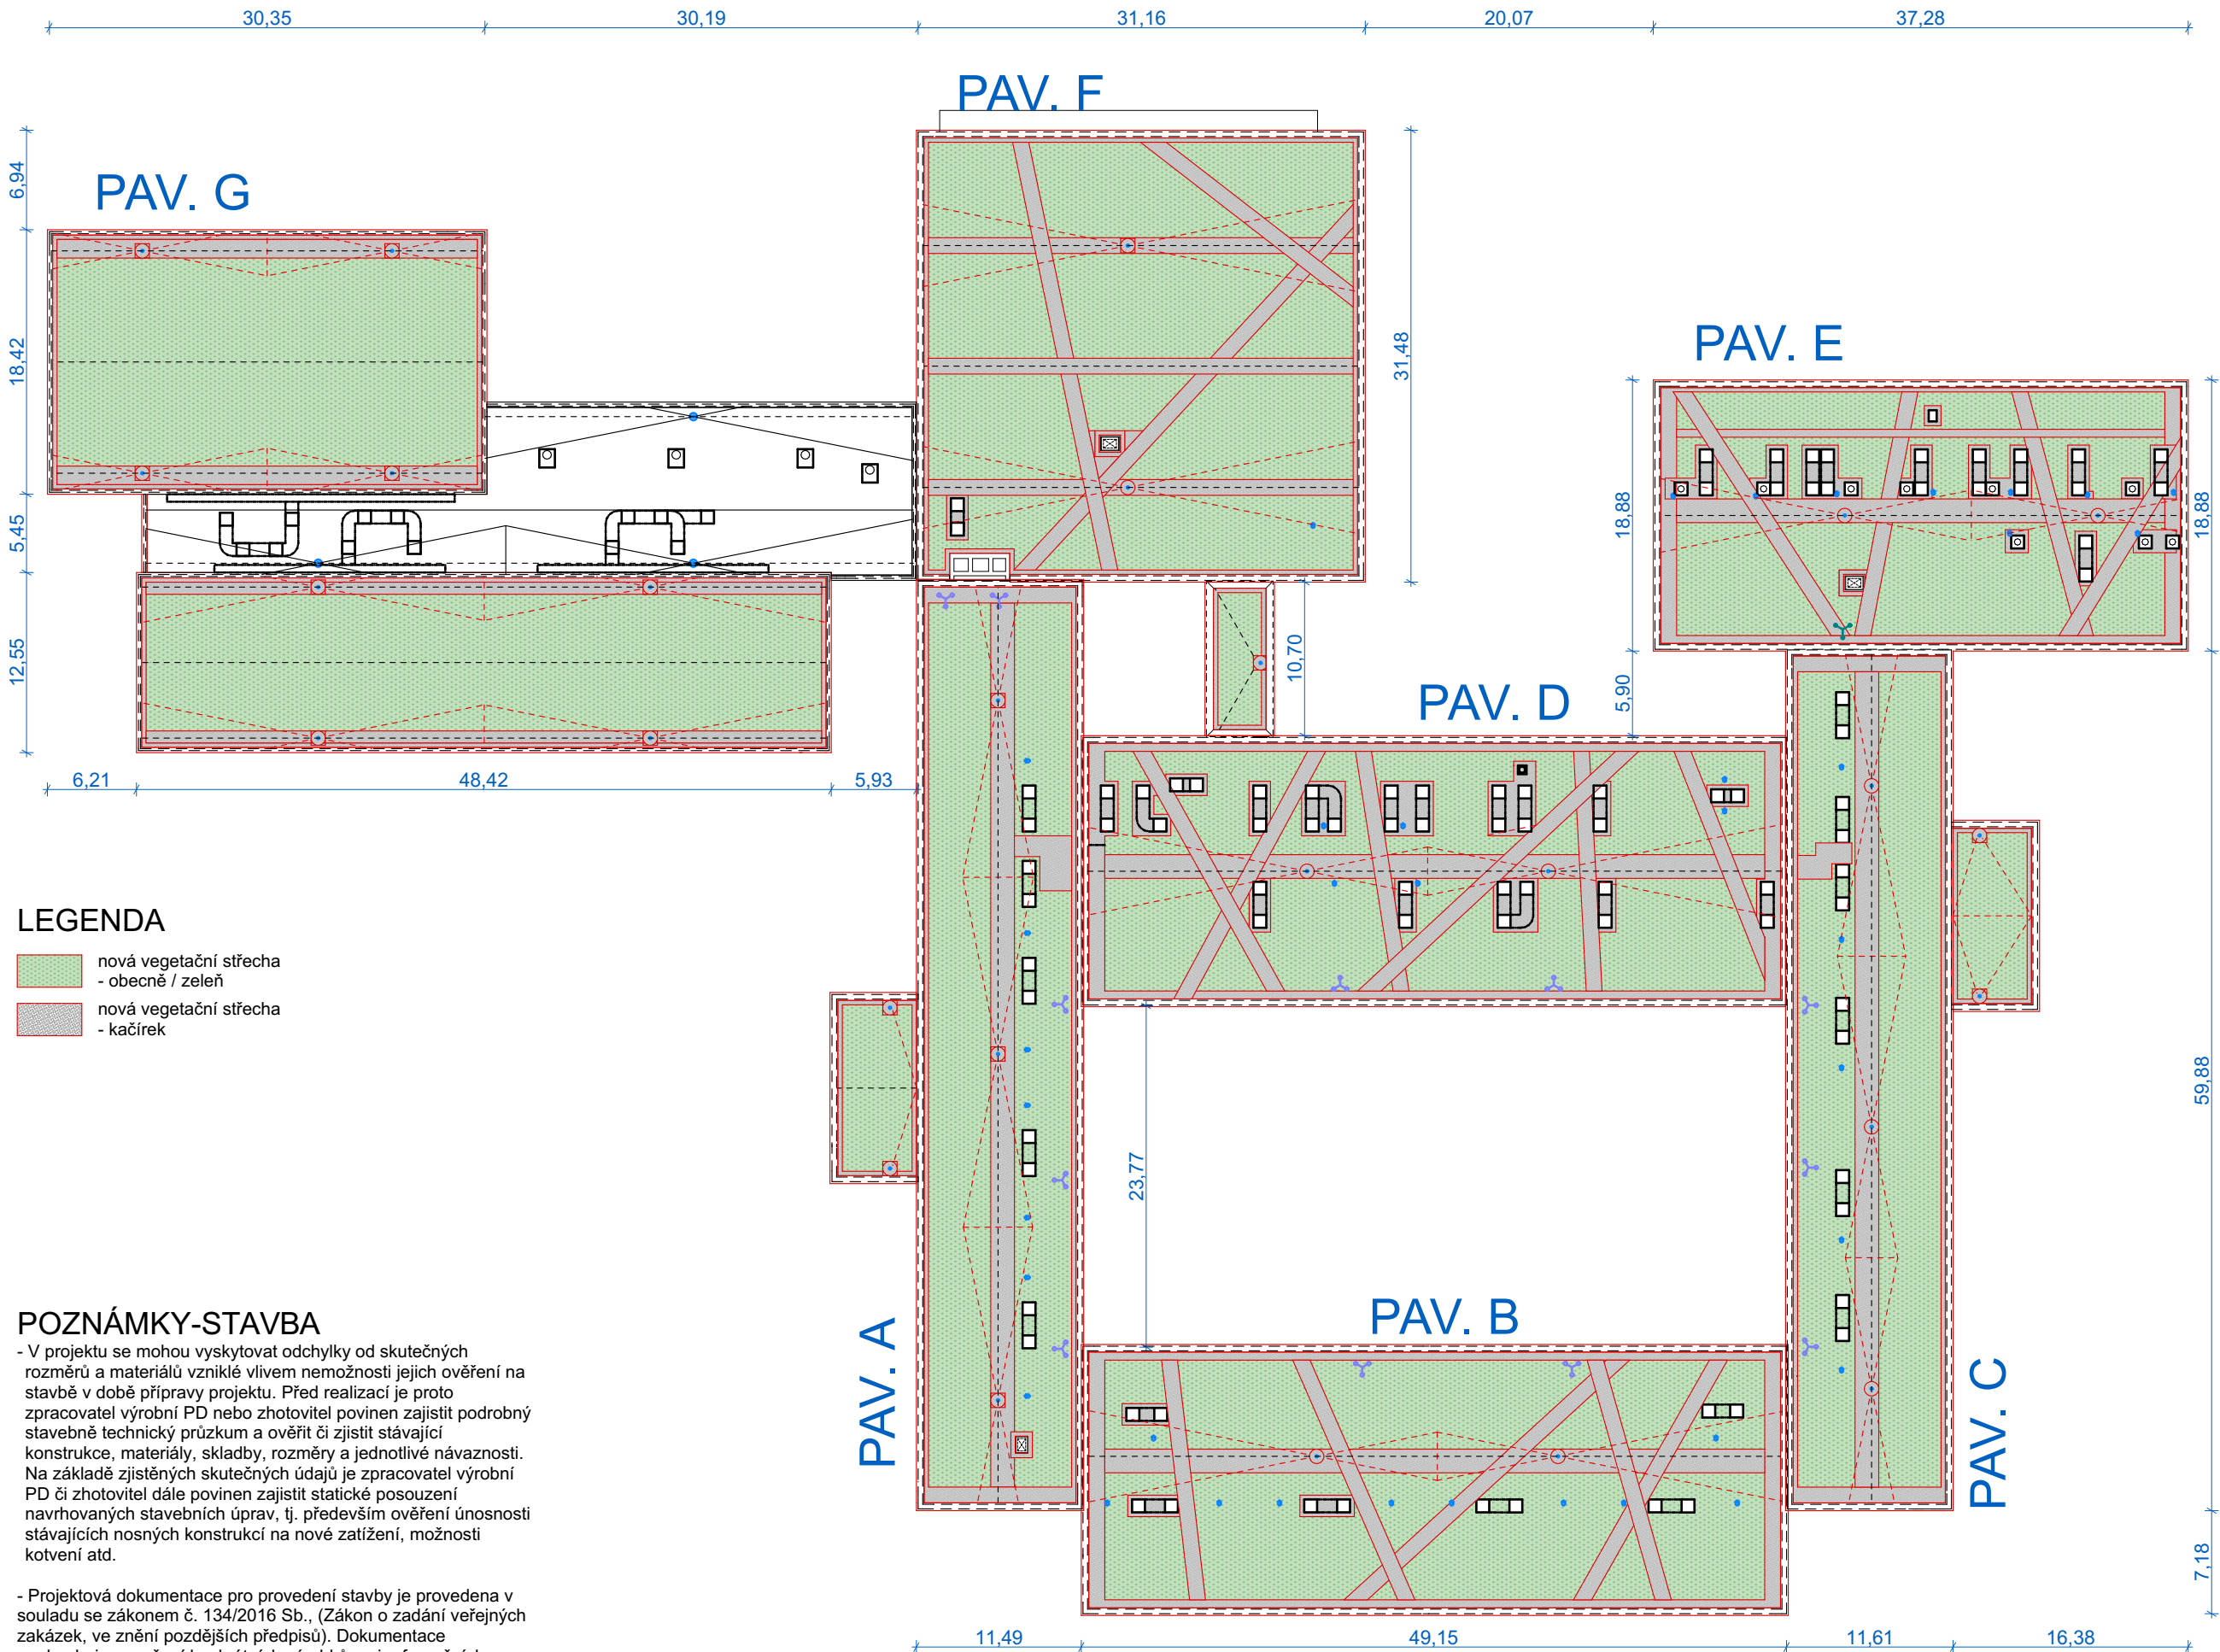 30,35
30,19
31,16
20,07
37,28
PAV. F
PAV. G
6,94
18,42
5,45
12,55
31,48
PAV. E
18,88
18,88
10,70
5,90
PAV. D
6,21
48,42
5,93
LEGENDA
nová vegetační střecha
- obecně / zeleň
nová vegetační střecha
- kačírek
59,88
23,77
PAV. B
PAV. A
PAV. C
7,18
POZNÁMKY-STAVBA
- V projektu se mohou vyskytovat odchylky od skutečných
rozměrů a materiálů vzniklé vlivem nemožnosti jejich ověření na
stavbě v době přípravy projektu. Před realizací je proto
zpracovatel výrobní PD nebo zhotovitel povinen zajistit podrobný
stavebně technický průzkum a ověřit či zjistit stávající
konstrukce, materiály, skladby, rozměry a jednotlivé návaznosti.
Na základě zjištěných skutečných údajů je zpracovatel výrobní
PD či zhotovitel dále povinen zajistit statické posouzení
navrhovaných stavebních úprav, tj. především ověření únosnosti
stávajících nosných konstrukcí na nové zatížení, možnosti
kotvení atd.
- Projektová dokumentace pro provedení stavby je provedena v
souladu se zákonem č. 134/2016 Sb., (Zákon o zadání veřejných
zakázek, ve znění pozdějších předpisů). Dokumentace
11,49
49,15
11,61
16,38